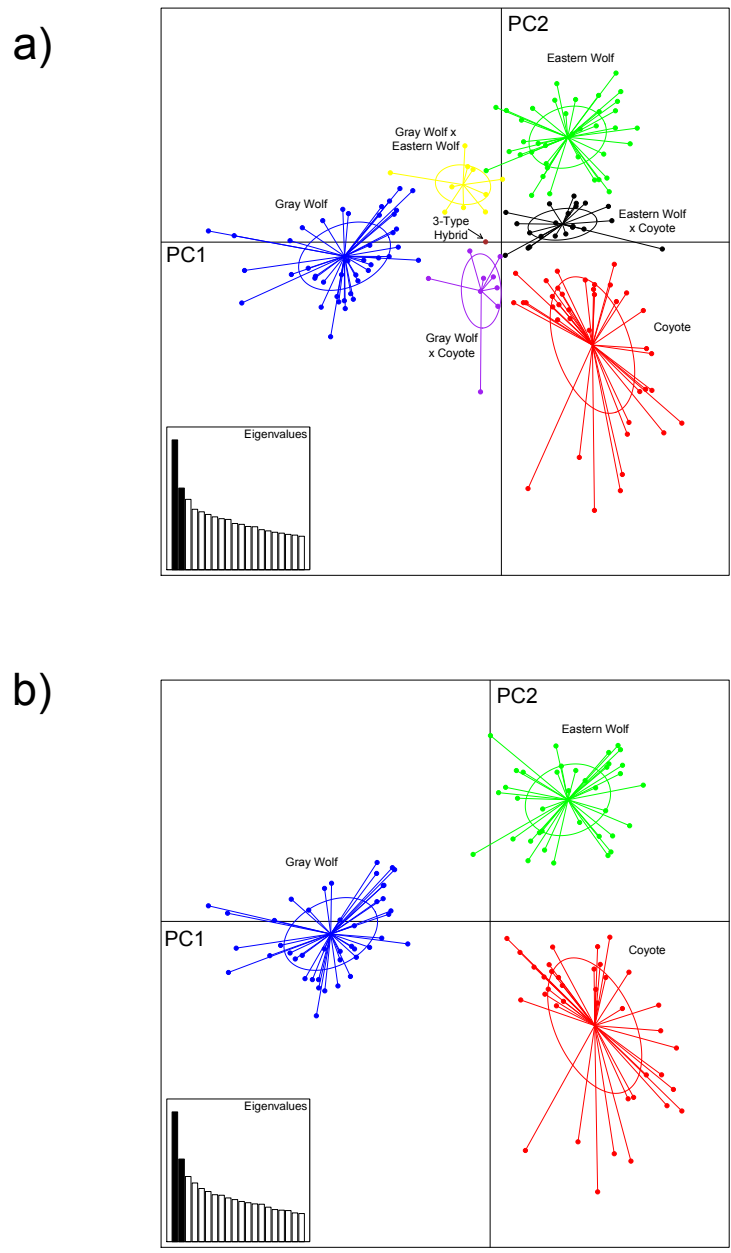 a)
PC2
Eastern Wolf
Gray Wolf x
Eastern Wolf
Gray Wolf
3-Type
Hybrid
Eastern Wolf
x Coyote
PC1
Coyote
Gray Wolf
x Coyote
Eigenvalues
b)
PC2
Eastern Wolf
Gray Wolf
PC1
Coyote
Eigenvalues